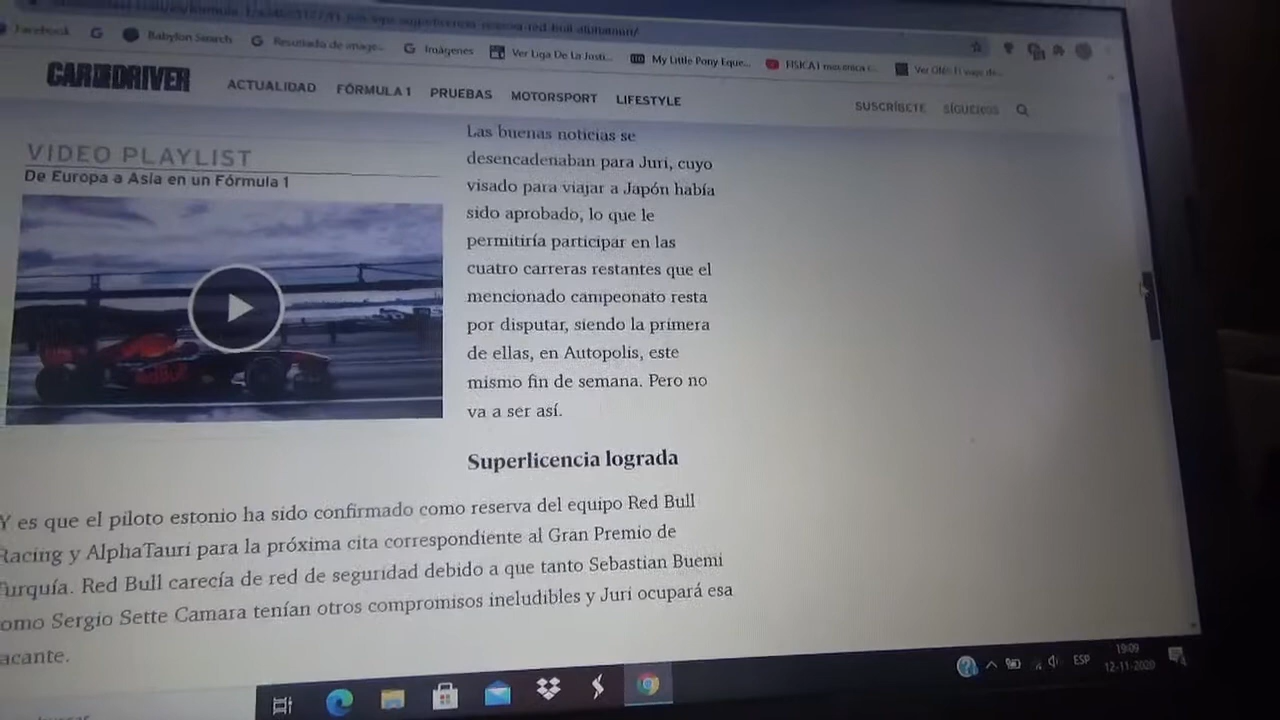 Facebook
Babylon Search
Resultado de image...
Imágenes
Ver Liga De La Justi...
My Little Pony Eque...
FISICA I mecánica c...
CAR AND DRIVER
ACTUALIDAD
FÓRMULA 1
PRUEBAS
MOTORSPORT
LIFESTYLE
SUSCRÍBETE
SÍGUENOS
VIDEO PLAYLIST
De Europa a Asia en un Fórmula 1
Las buenas noticias se
desencadenaban para Juri, cuyo
visado para viajar a Japón había
sido aprobado, lo que le
permitiría participar en las
cuatro carreras restantes que el
mencionado campeonato resta
por disputar, siendo la primera
de ellas, en Autopolis, este
mismo fin de semana. Pero no
va a ser así.
Superlicencia lograda
Y es que el piloto estonio ha sido confirmado como reserva del equipo Red Bull
Racing y AlphaTauri para la próxima cita correspondiente al Gran Premio de
Turquía. Red Bull carecía de red de seguridad debido a que tanto Sebastian Buemi
omo Sergio Sette Camara tenían otros compromisos ineludibles y Juri ocupará esa
acante.
ESP
19:09
12-11-2020